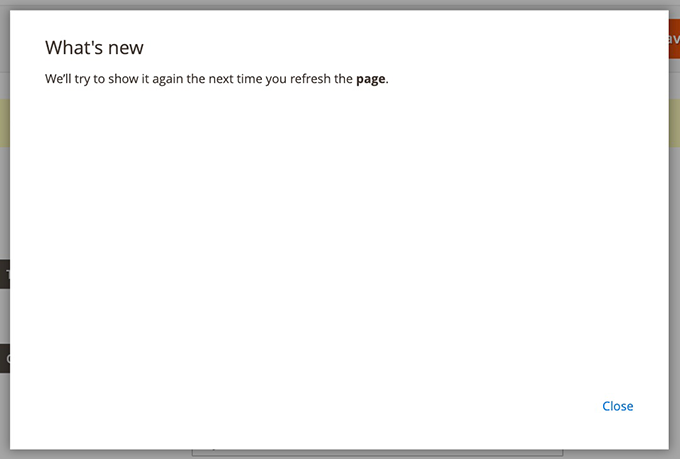 What's new
We’ll try to show it again the next time you refresh the page.
Close